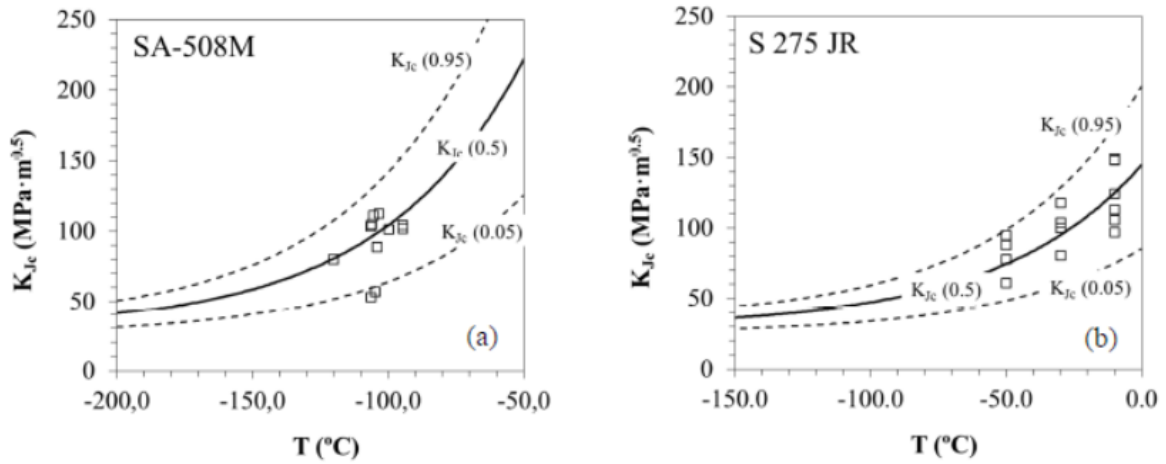 SA-508M
K_Jc (0.95)
K_Jc (0.5)
K_Jc (0.05)
(a)
250
200
150
100
50
0
K_Jc (MPa·m^0.5)
-200,0 -150,0 -100,0 -50,0
T (ºC)
(b)
S 275 JR
K_Jc (0.95)
K_Jc (0.5)
K_Jc (0.05)
(b)
250
200
150
100
50
0
K_Jc (MPa·m^0.5)
-150.0 -100.0 -50.0 0.0
T (ºC)